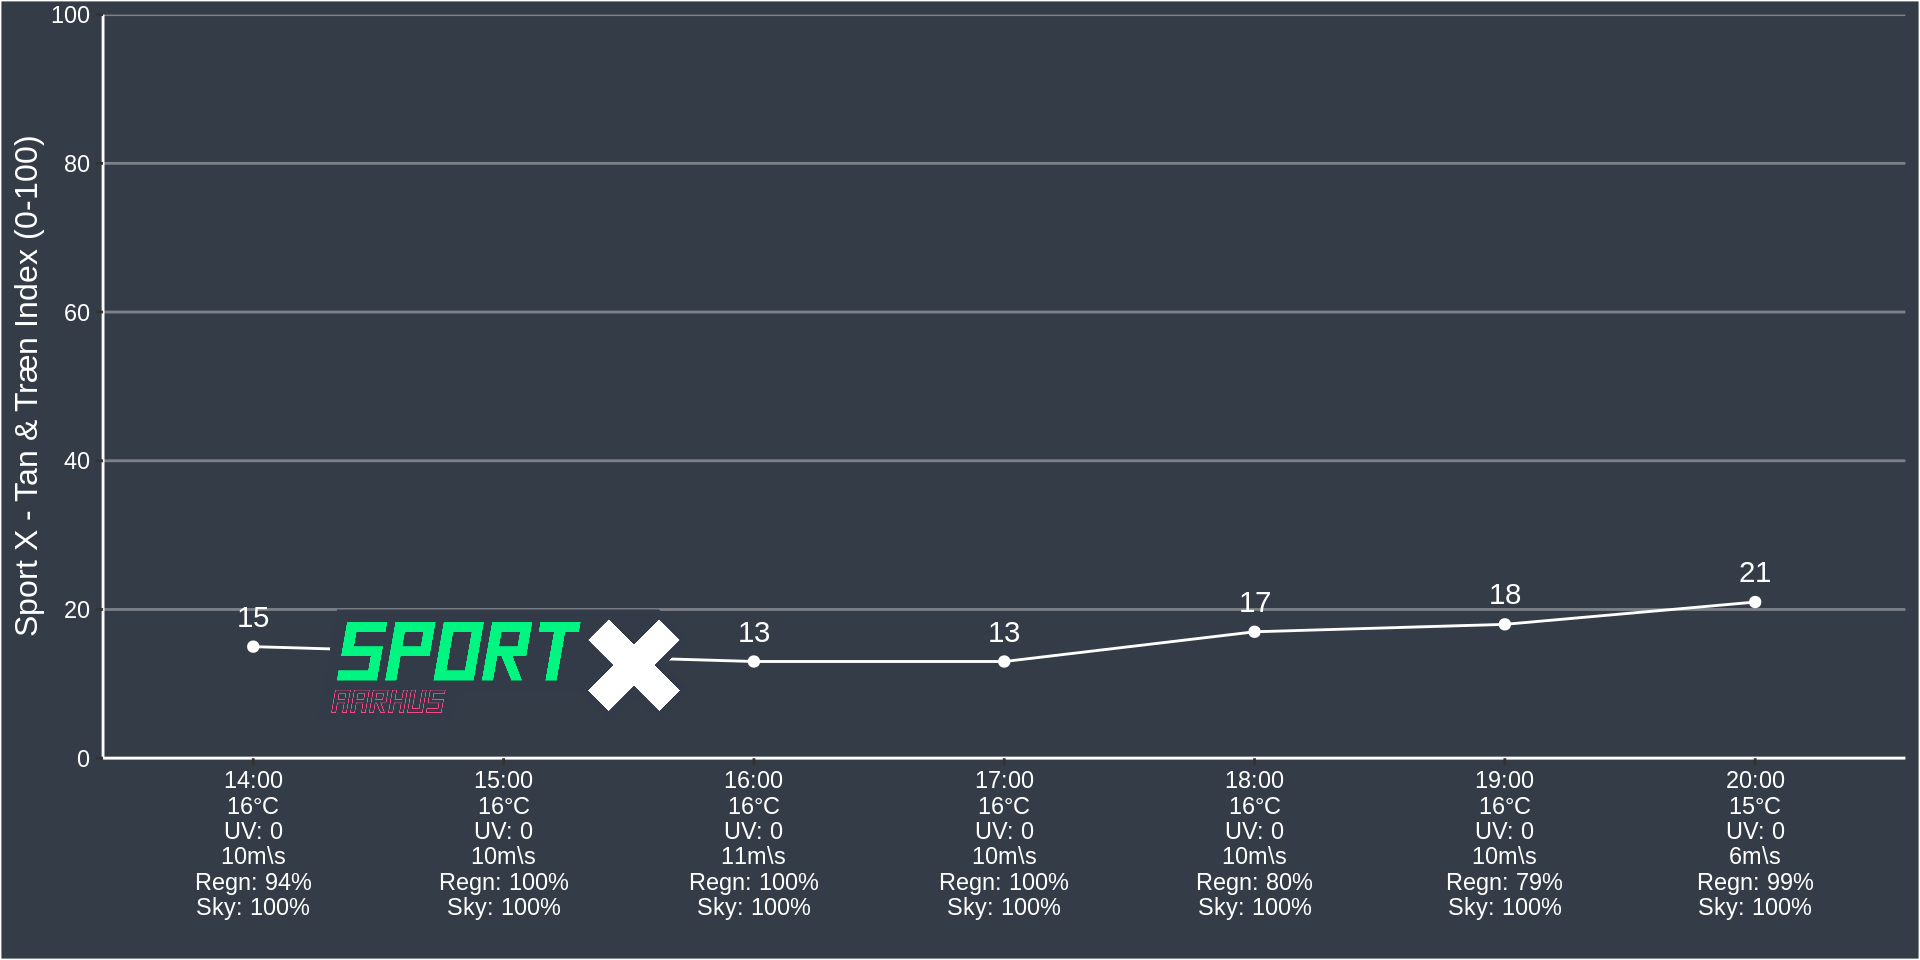 Sport X - Tan & Træn Index (0-100)
100
80
60
40
20
0
15
13
13
17
18
21
SPORT X
AARHUS
14:00 15:00 16:00 17:00 18:00 19:00 20:00
16°C 16°C 16°C 16°C 16°C 16°C 15°C
UV: 0 UV: 0 UV: 0 UV: 0 UV: 0 UV: 0 UV: 0
10m\s 10m\s 11m\s 10m\s 10m\s 10m\s 6m\s
Regn: 94% Regn: 100% Regn: 100% Regn: 100% Regn: 80% Regn: 79% Regn: 99%
Sky: 100% Sky: 100% Sky: 100% Sky: 100% Sky: 100% Sky: 100% Sky: 100%